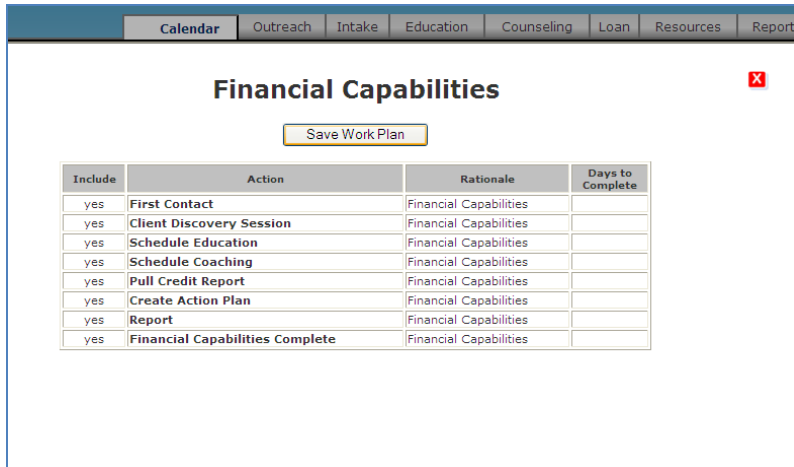 Calendar Outreach Intake Education Counseling Loan Resources Report
Financial Capabilities
X
Save Work Plan
Include Action Rationale Days to Complete
yes First Contact Financial Capabilities
yes Client Discovery Session Financial Capabilities
yes Schedule Education Financial Capabilities
yes Schedule Coaching Financial Capabilities
yes Pull Credit Report Financial Capabilities
yes Create Action Plan Financial Capabilities
yes Report Financial Capabilities
yes Financial Capabilities Complete Financial Capabilities